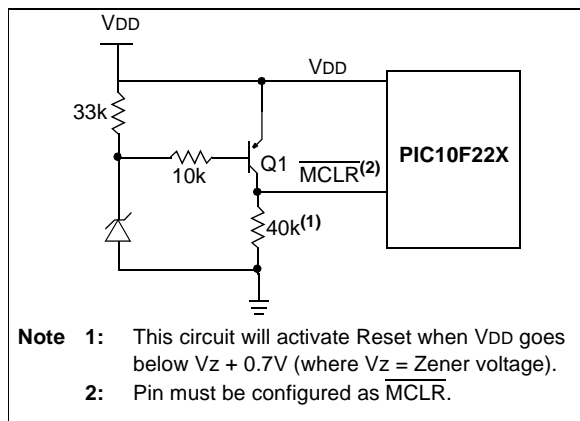 VDD
VDD
33k
PIC10F22X
Q1
MCLR(2)
10k
40k(1)
Note 1: This circuit will activate Reset when VDD goes
below Vz + 0.7V (where Vz = Zener voltage).
2: Pin must be configured as MCLR.